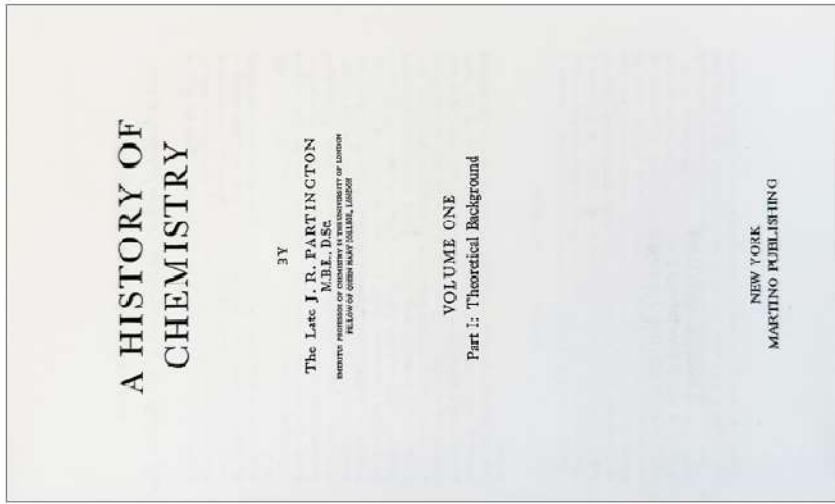 A HISTORY OF
CHEMISTRY
BY
The Late J. R. PARTINGTON
M.B.E., D.Sc.
EMERITUS PROFESSOR OF CHEMISTRY IN THE UNIVERSITY OF LONDON
FELLOW OF QUEEN MARY COLLEGE, LONDON
VOLUME ONE
Part I: Theoretical Background
NEW YORK
MARTINO PUBLISHING